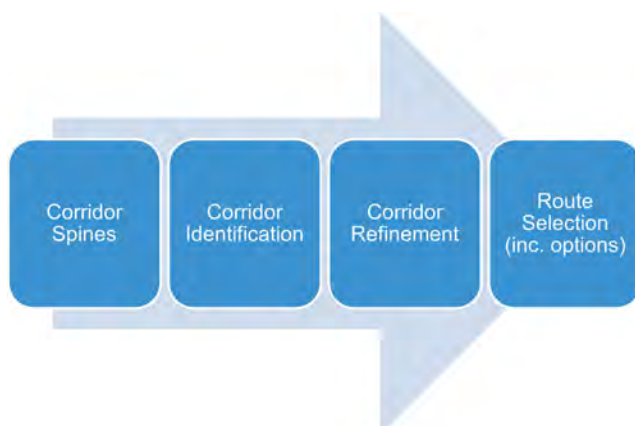 Corridor
Spines
Corridor
Identification
Corridor
Refinement
Route
Selection
(inc. options)